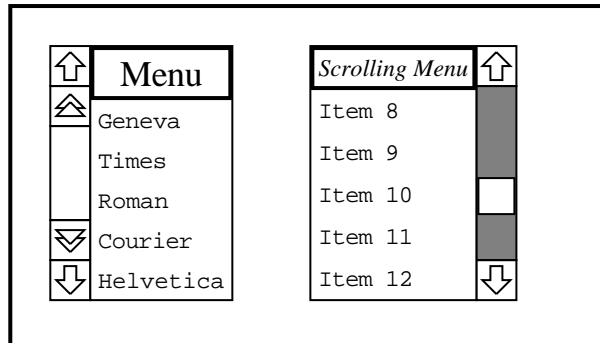 Menu
Geneva
Times
Roman
Courier
Helvetica
Scrolling Menu
Item 8
Item 9
Item 10
Item 11
Item 12